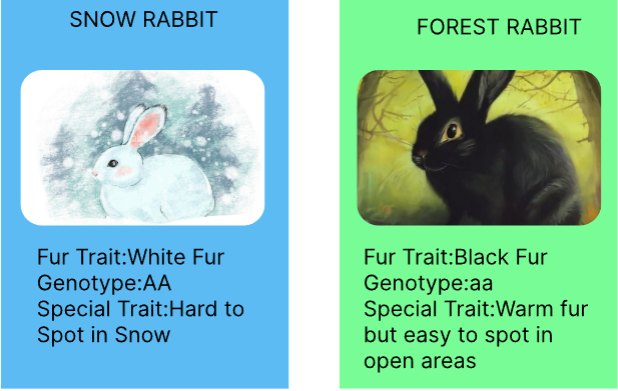 SNOW RABBIT
Fur Trait:White Fur
Genotype:AA
Special Trait:Hard to
Spot in Snow
FOREST RABBIT
Fur Trait:Black Fur
Genotype:aa
Special Trait:Warm fur
but easy to spot in
open areas